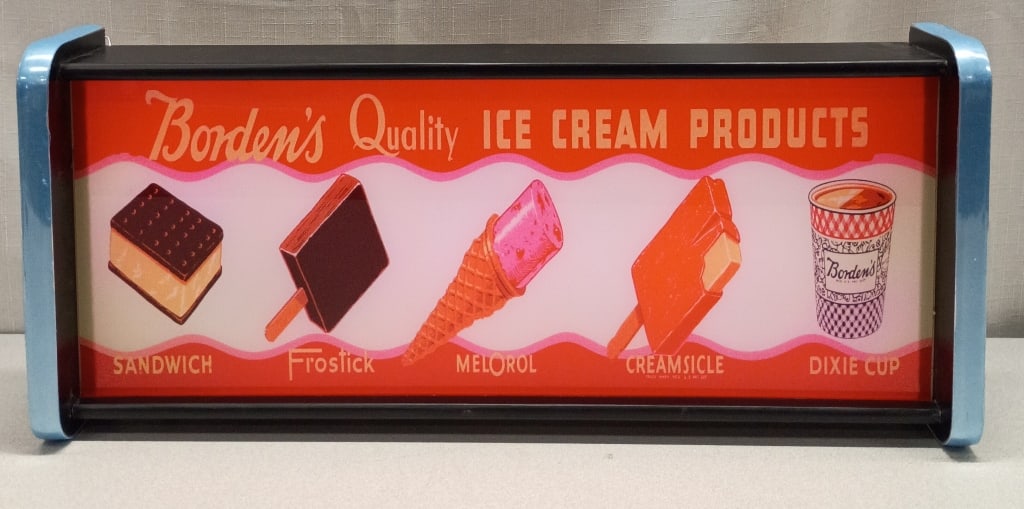 Borden's Quality ICE CREAM PRODUCTS
Borden's
SANDWICH Frostick MELOROL CREAMSICLE DIXIE CUP